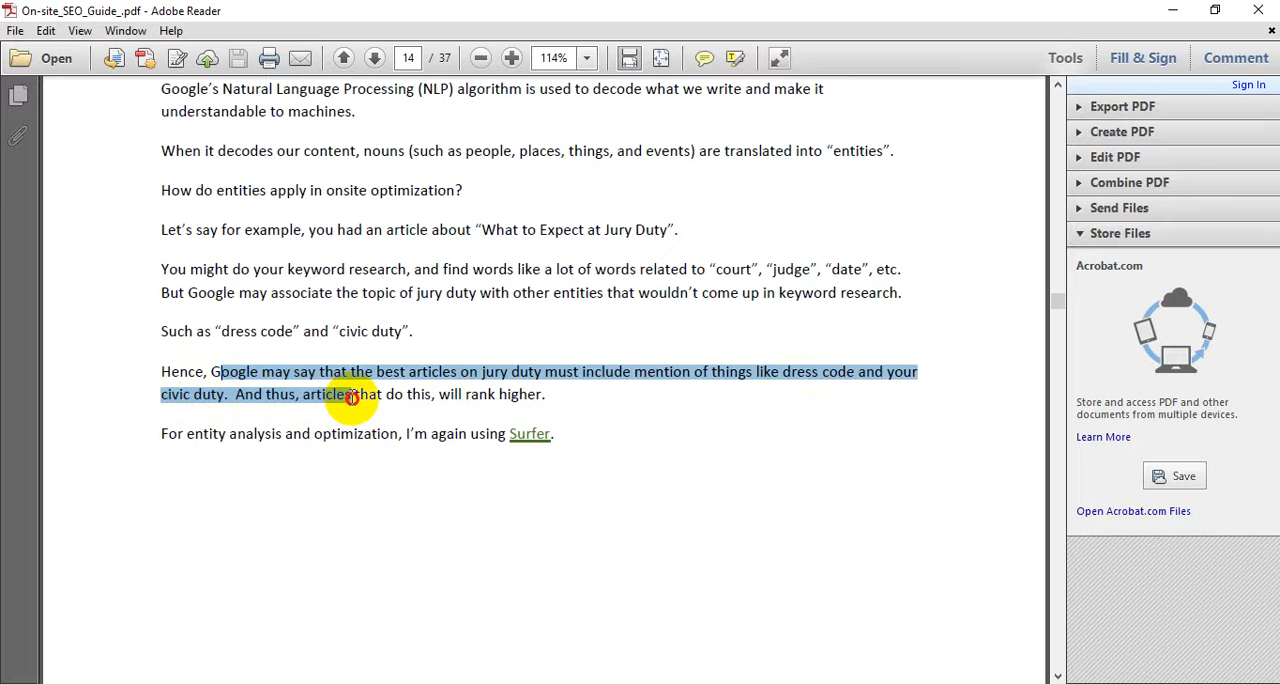 On-site_SEO_Guide_.pdf - Adobe Reader
File Edit View Window Help
Open 14 / 37 114% Tools Fill & Sign Comment
Sign In
Google’s Natural Language Processing (NLP) algorithm is used to decode what we write and make it
understandable to machines.
When it decodes our content, nouns (such as people, places, things, and events) are translated into “entities”.
How do entities apply in onsite optimization?
Let’s say for example, you had an article about “What to Expect at Jury Duty”.
You might do your keyword research, and find words like a lot of words related to “court”, “judge”, “date”, etc.
But Google may associate the topic of jury duty with other entities that wouldn’t come up in keyword research.
Such as “dress code” and “civic duty”.
Hence, Google may say that the best articles on jury duty must include mention of things like dress code and your
civic duty.  And thus, articles that do this, will rank higher.
For entity analysis and optimization, I’m again using Surfer.
Export PDF
Create PDF
Edit PDF
Combine PDF
Send Files
Store Files
Acrobat.com
Store and access PDF and other
documents from multiple devices.
Learn More
Save
Open Acrobat.com Files